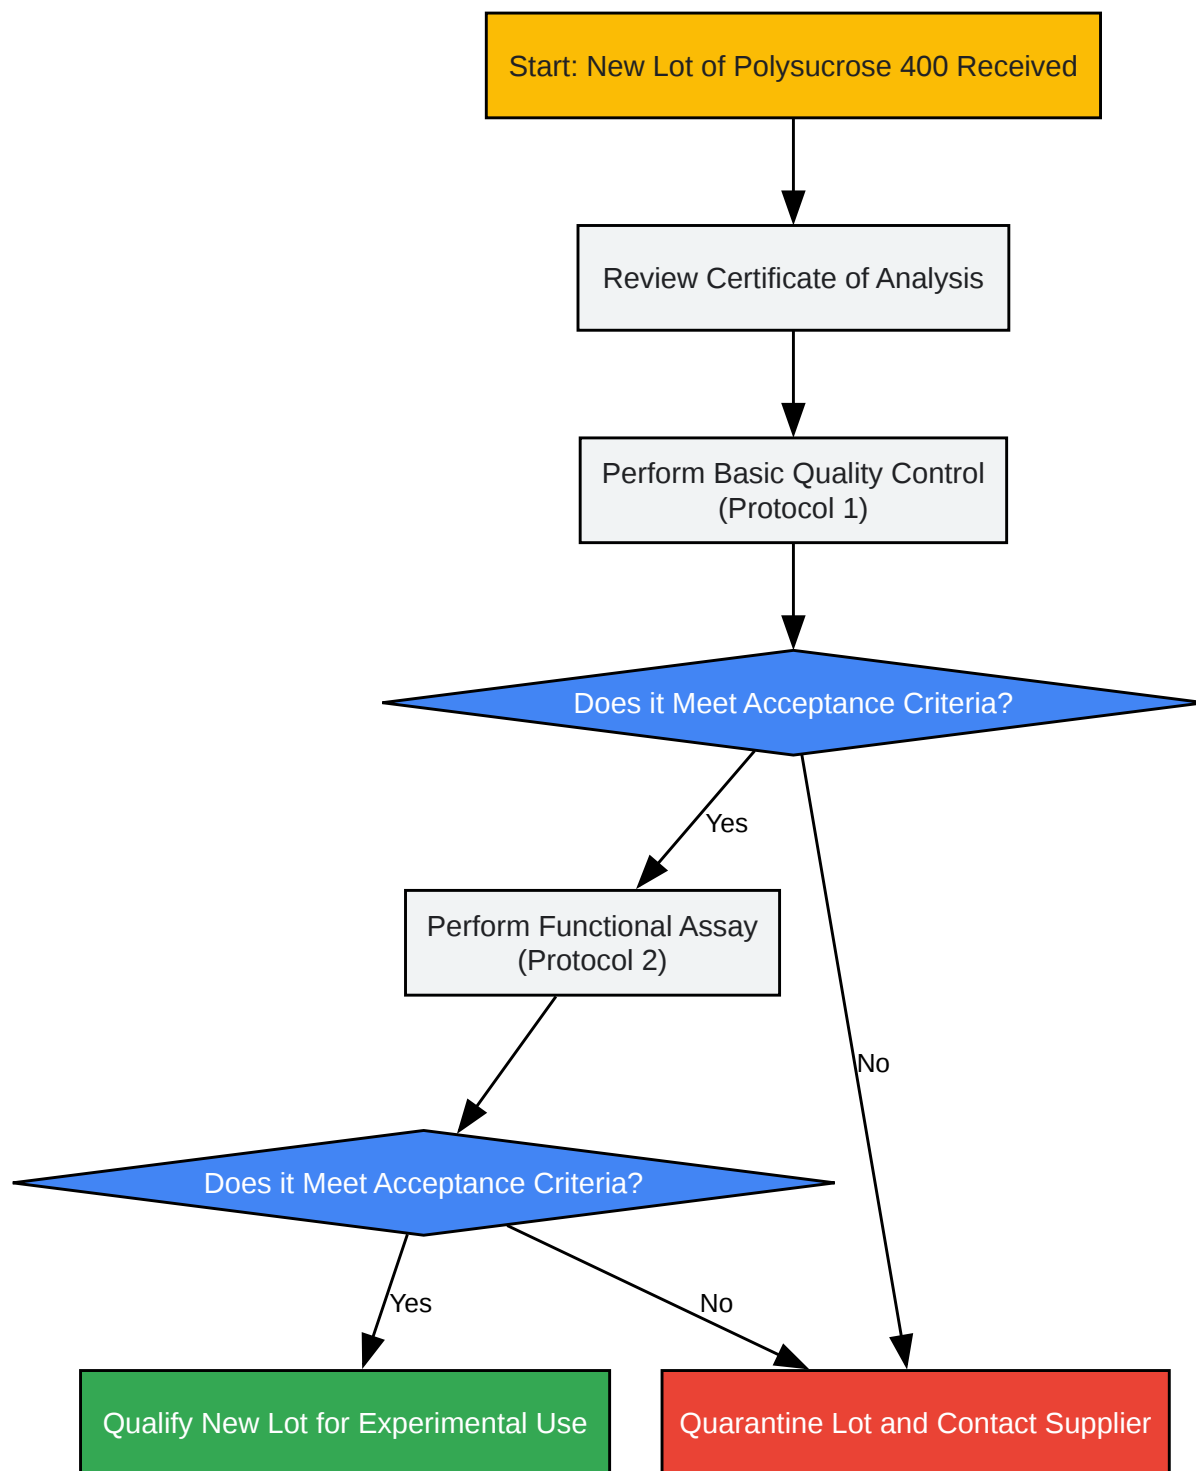 Start: New Lot of Polysucrose 400 Received
Review Certificate of Analysis
Perform Basic Quality Control
(Protocol 1)
Does it Meet Acceptance Criteria?
Yes
Perform Functional Assay
(Protocol 2)
No
Does it Meet Acceptance Criteria?
Yes
No
Qualify New Lot for Experimental Use
Quarantine Lot and Contact Supplier